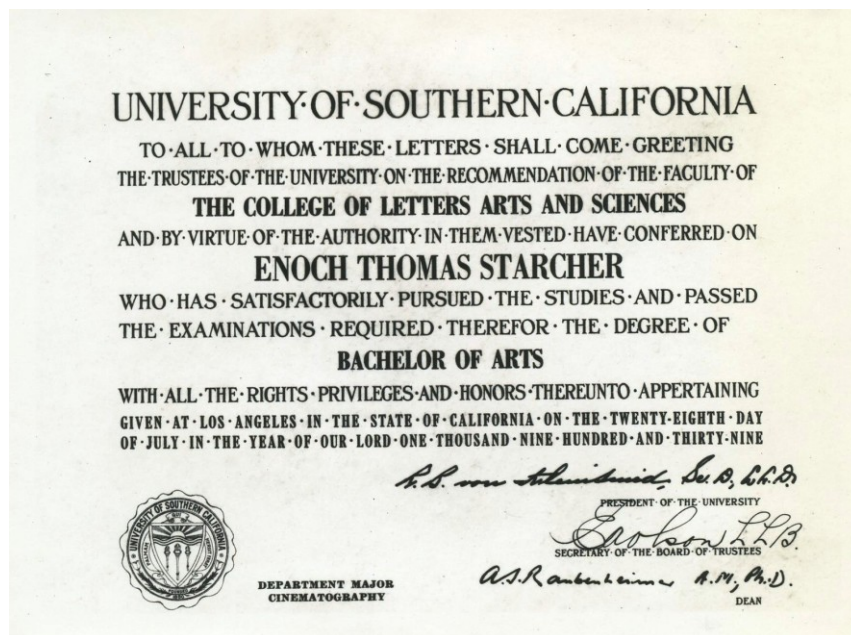 UNIVERSITY·OF·SOUTHERN·CALIFORNIA
TO·ALL·TO·WHOM·THESE·LETTERS·SHALL·COME·GREETING
THE·TRUSTEES·OF·THE·UNIVERSITY·ON·THE·RECOMMENDATION·OF·THE·FACULTY·OF
THE COLLEGE OF LETTERS ARTS AND SCIENCES
AND·BY·VIRTUE·OF·THE·AUTHORITY·IN·THEM·VESTED·HAVE·CONFERRED·ON
ENOCH THOMAS STARCHER
WHO·HAS·SATISFACTORILY·PURSUED·THE·STUDIES·AND·PASSED
THE·EXAMINATIONS·REQUIRED·THEREFOR·THE·DEGREE·OF
BACHELOR OF ARTS
WITH·ALL·THE·RIGHTS·PRIVILEGES·AND·HONORS·THEREUNTO·APPERTAINING
GIVEN·AT·LOS·ANGELES·IN·THE·STATE·OF·CALIFORNIA·ON·THE·TWENTY-EIGHTH·DAY
OF·JULY·IN·THE·YEAR·OF·OUR·LORD·ONE·THOUSAND·NINE·HUNDRED·AND·THIRTY-NINE
von Sc. D, LL.D.
PRESIDENT·OF·THE·UNIVERSITY
LLB.
SECRETARY·OF·THE·BOARD·OF·TRUSTEES
A.S. Raubenheimer A.M., Ph.D.
DEAN
UNIVERSITY OF SOUTHERN CALIFORNIA
DEPARTMENT MAJOR
CINEMATOGRAPHY